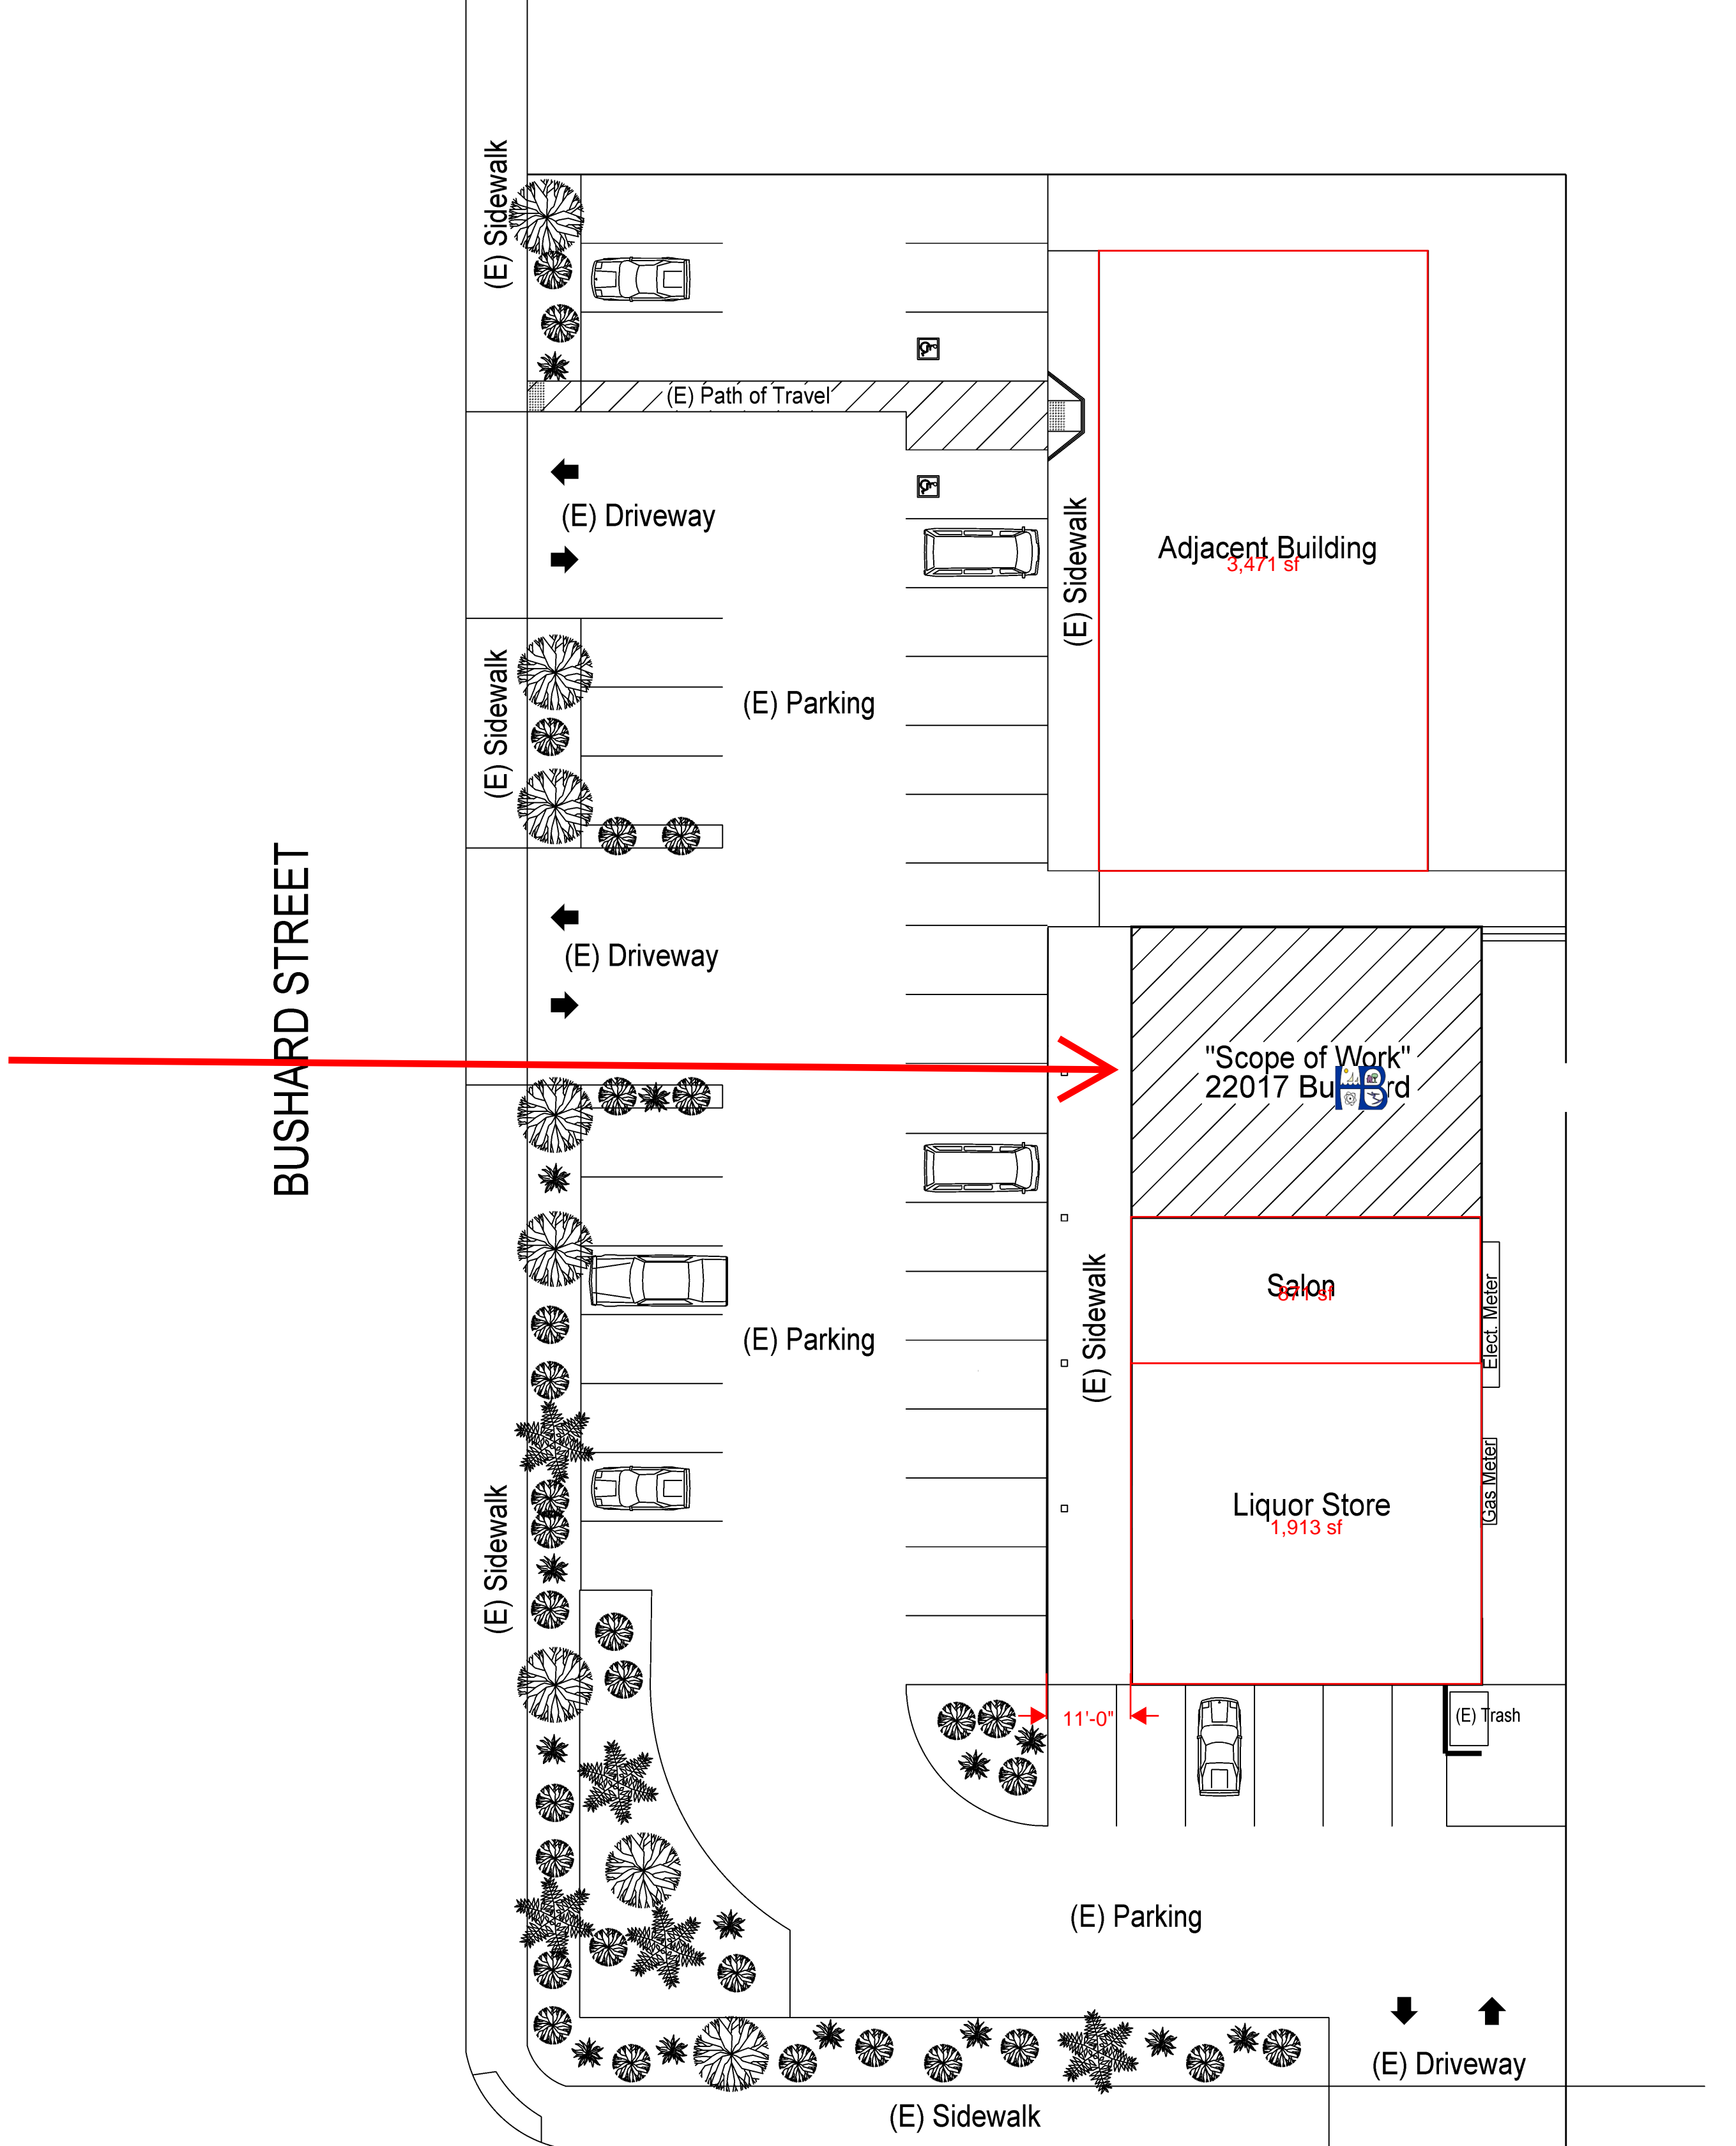 (E) Sidewalk
(E) Path of Travel
(E) Driveway
(E) Sidewalk
Adjacent Building
3,471 sf
(E) Sidewalk
(E) Parking
BUSHARD STREET
(E) Driveway
"Scope of Work"
22017 Bu rd
(E) Sidewalk
Salon
871 sf
Elect. Meter
(E) Parking
Gas Meter
(E) Sidewalk
Liquor Store
1,913 sf
11'-0"
(E) Trash
(E) Parking
(E) Driveway
(E) Sidewalk